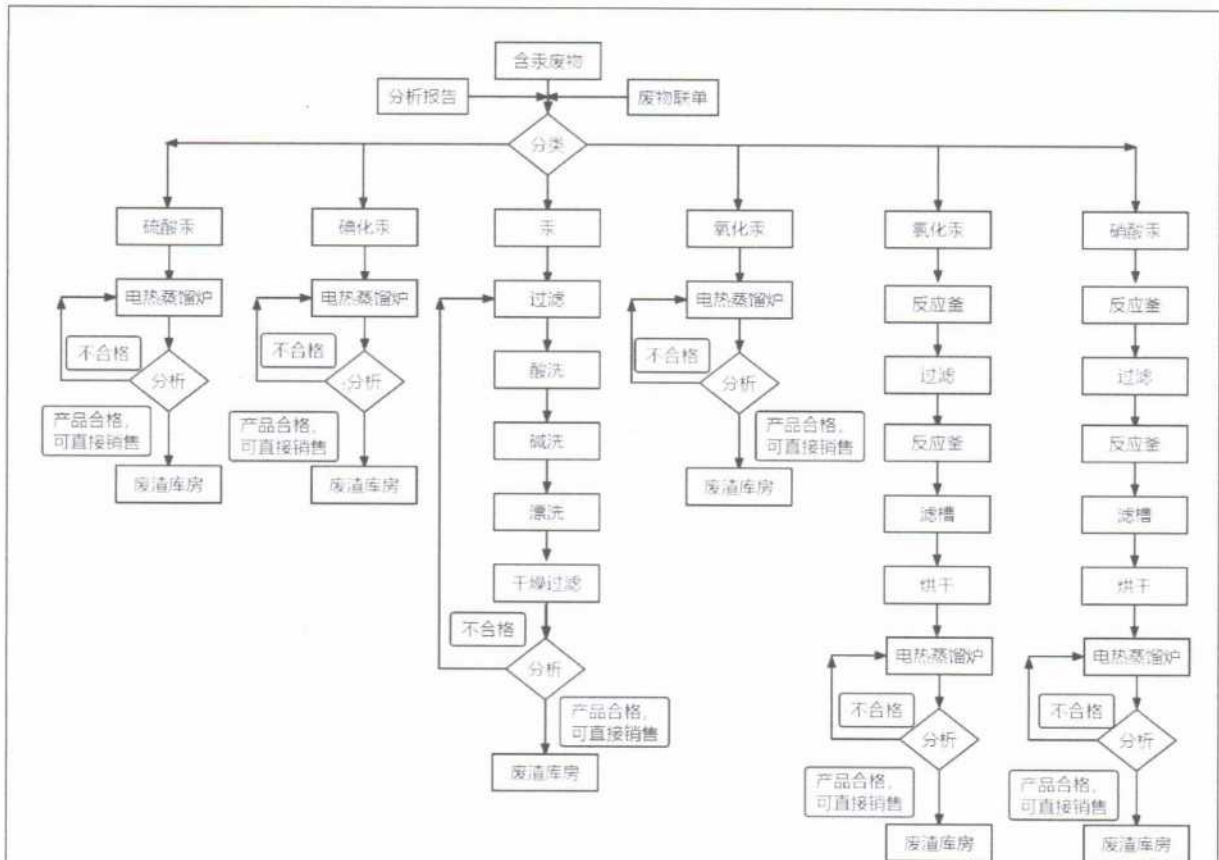 含汞废物
分析报告
废物联单
分类
硫酸汞
碘化汞
汞
氧化汞
氯化汞
硝酸汞
电热蒸馏炉
电热蒸馏炉
过滤
电热蒸馏炉
反应釜
反应釜
不合格
不合格
不合格
分析
分析
酸洗
分析
过滤
过滤
产品合格，
可直接销售
产品合格，
可直接销售
碱洗
产品合格，
可直接销售
反应釜
反应釜
废渣库房
废渣库房
漂洗
废渣库房
滤槽
滤槽
干燥过滤
烘干
烘干
不合格
分析
电热蒸馏炉
电热蒸馏炉
产品合格，
可直接销售
不合格
不合格
分析
分析
废渣库房
产品合格，
可直接销售
产品合格，
可直接销售
废渣库房
废渣库房